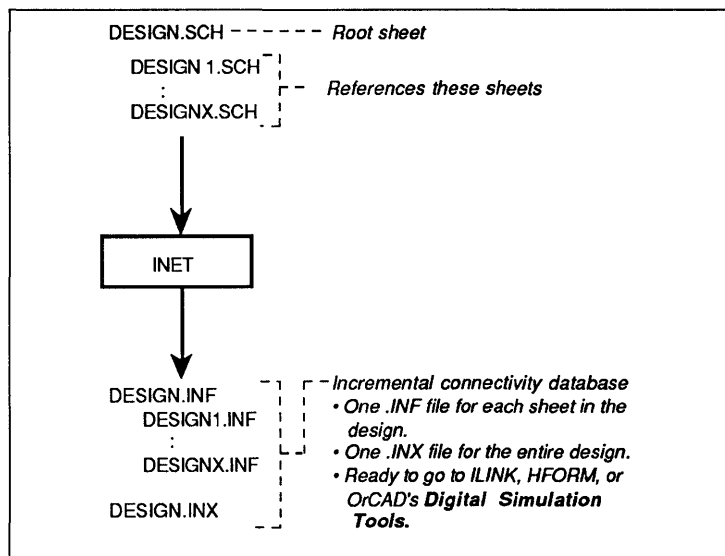 DESIGN.SCH Root sheet
DESIGN 1.SCH
:
DESIGNX.SCH
References these sheets
INET
DESIGN.INF
DESIGN1.INF
:
DESIGNX.INF
DESIGN.INX
Incremental connectivity database
• One .INF file for each sheet in the
design.
• One .INX file for the entire design.
• Ready to go to ILINK, HFORM, or
OrCAD's Digital Simulation
Tools.